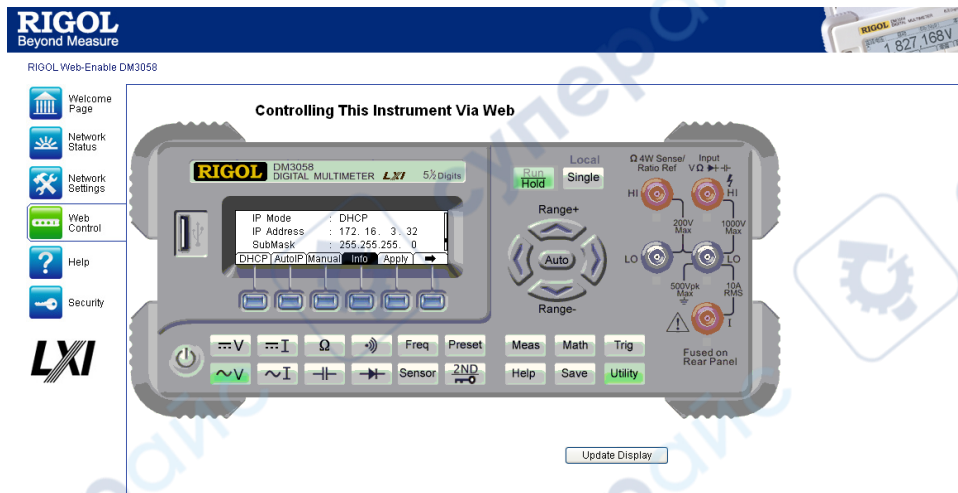 RIGOL
Beyond Measure
RIGOL
1 827,168V
RIGOL Web-Enable DM3058
Welcome Page
Network Status
Network Settings
Web Control
Help
Security
LXI
Controlling This Instrument Via Web
RIGOL DM3058 DIGITAL MULTIMETER LXI 5½ Digits
IP Mode : DHCP
IP Address : 172. 16. 3. 32
SubMask : 255.255.255. 0
DHCP AutoIP Manual Info Apply
Run Hold
Local
Single
Range+
Auto
Range-
Ω 4W Sense/ Ratio Ref
Input
V Ω
HI HI
200V Max
1000V Max
LO LO
500Vpk Max
10A RMS
I
Fused on Rear Panel
V I Ω Freq Preset Meas Math Trig
V I Sensor 2ND Help Save Utility
Update Display